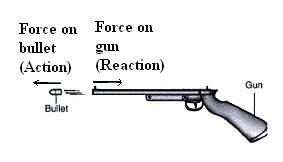 Force on
bullet
(Action)
Force on
gun
(Reaction)
Gun
Bullet